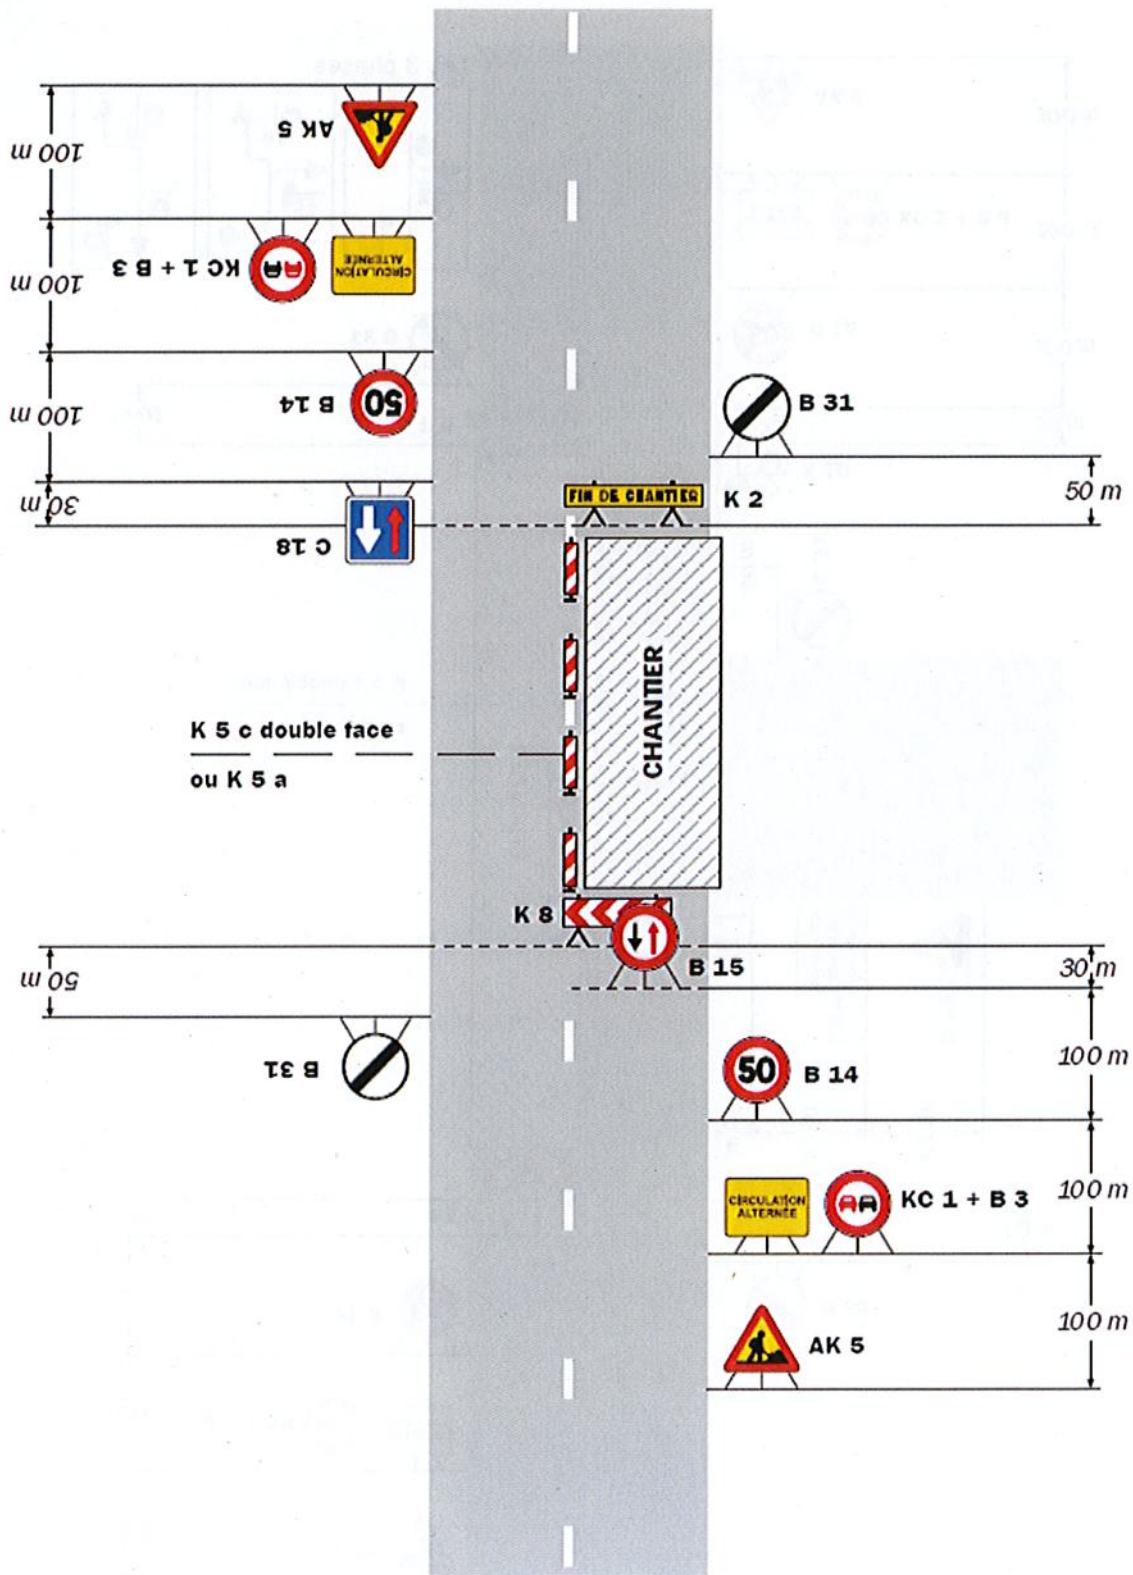 AK 5
100 m
KC 1 + B 3
CIRCULATION
ALTERNÉE
100 m
B 14
50
100 m
B 31
30 m
FIN DE CHANTIER
K 2
50 m
C 18
CHANTIER
K 5 c double face
ou K 5 a
K 8
B 15
30 m
50 m
B 31
50
B 14
100 m
CIRCULATION
ALTERNÉE
KC 1 + B 3
100 m
AK 5
100 m